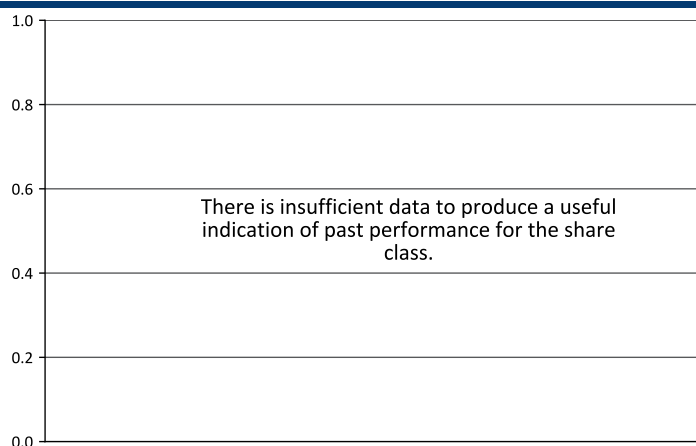 1.0
0.8
0.6
There is insufficient data to produce a useful
indication of past performance for the share
class.
0.4
0.2
0.0